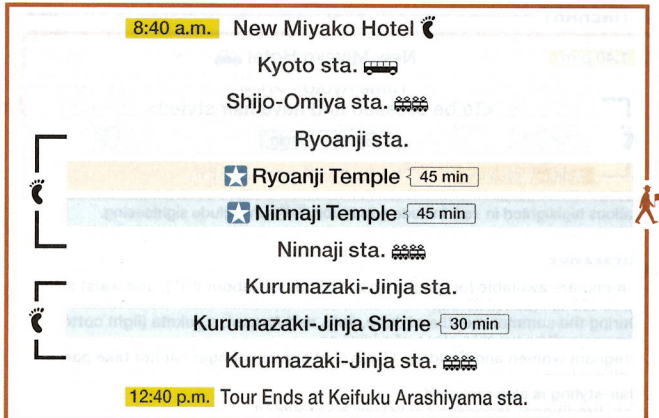 8:40 a.m. New Miyako Hotel
Kyoto sta.
Shijo-Omiya sta.
Ryoanji sta.
Ryoanji Temple 45 min
Ninnaji Temple 45 min
Ninnaji sta.
Kurumazaki-Jinja sta.
Kurumazaki-Jinja Shrine 30 min
Kurumazaki-Jinja sta.
12:40 p.m. Tour Ends at Keifuku Arashiyama sta.